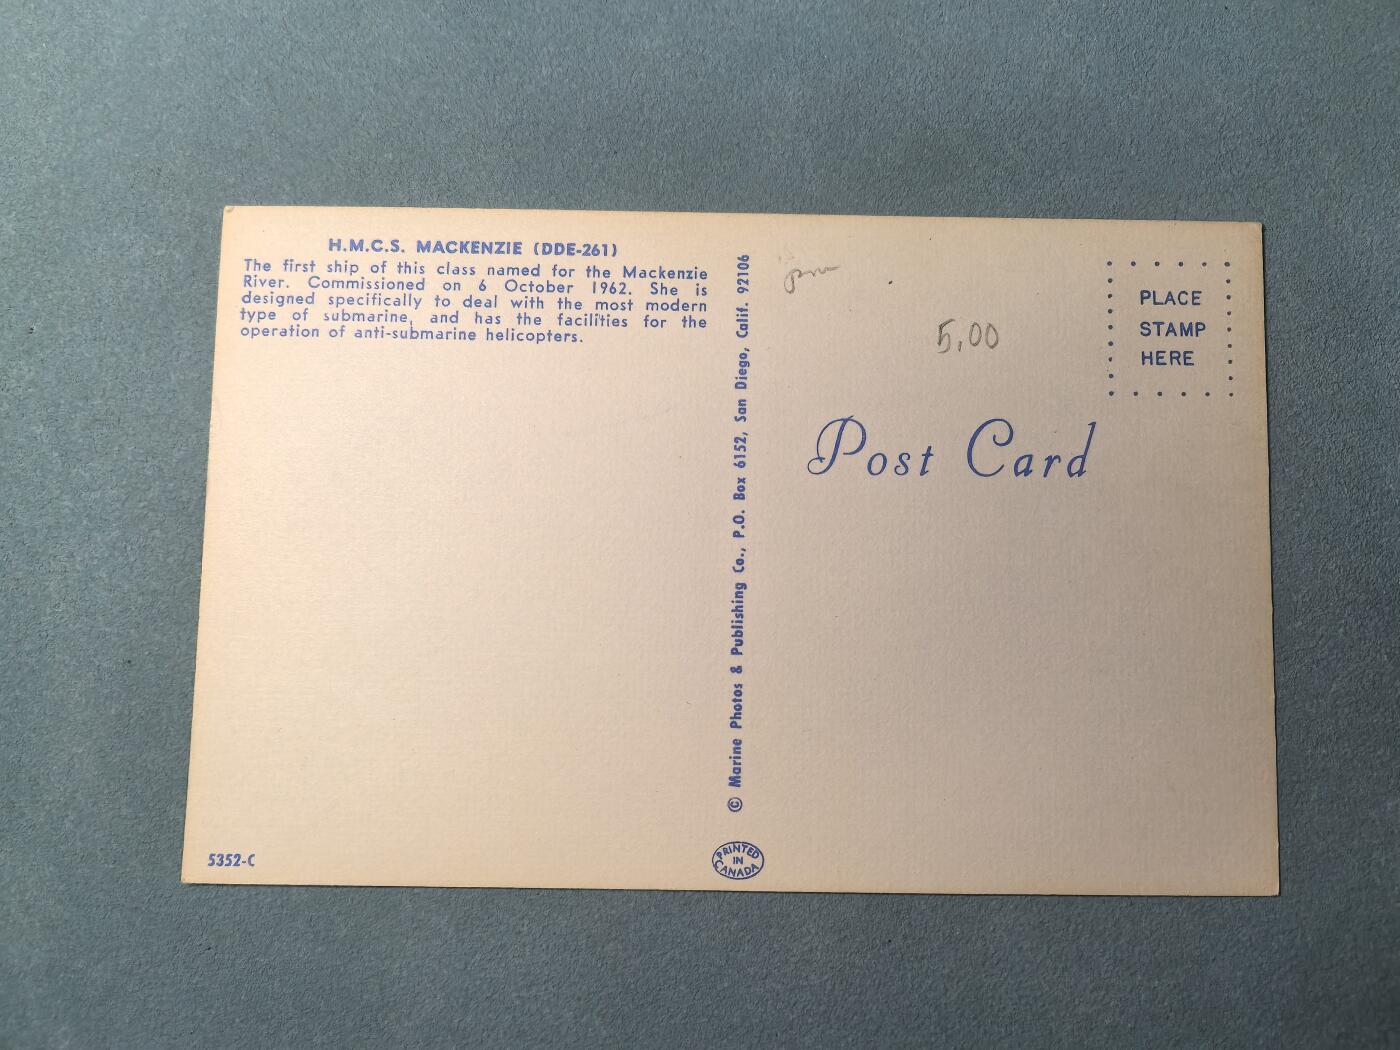 H.M.C.S. MACKENZIE (DDE-261)
The first ship of this class named for the Mackenzie
River. Commissioned on 6 October 1962. She is
designed specifically to deal with the most modern
type of submarine, and has the facilities for the
operation of anti-submarine helicopters.
5352-C
© Marine Photos & Publishing Co., P.O. Box 6152, San Diego, Calif. 92106
PRINTED
IN
CANADA
5.00
PLACE
STAMP
HERE
Post Card